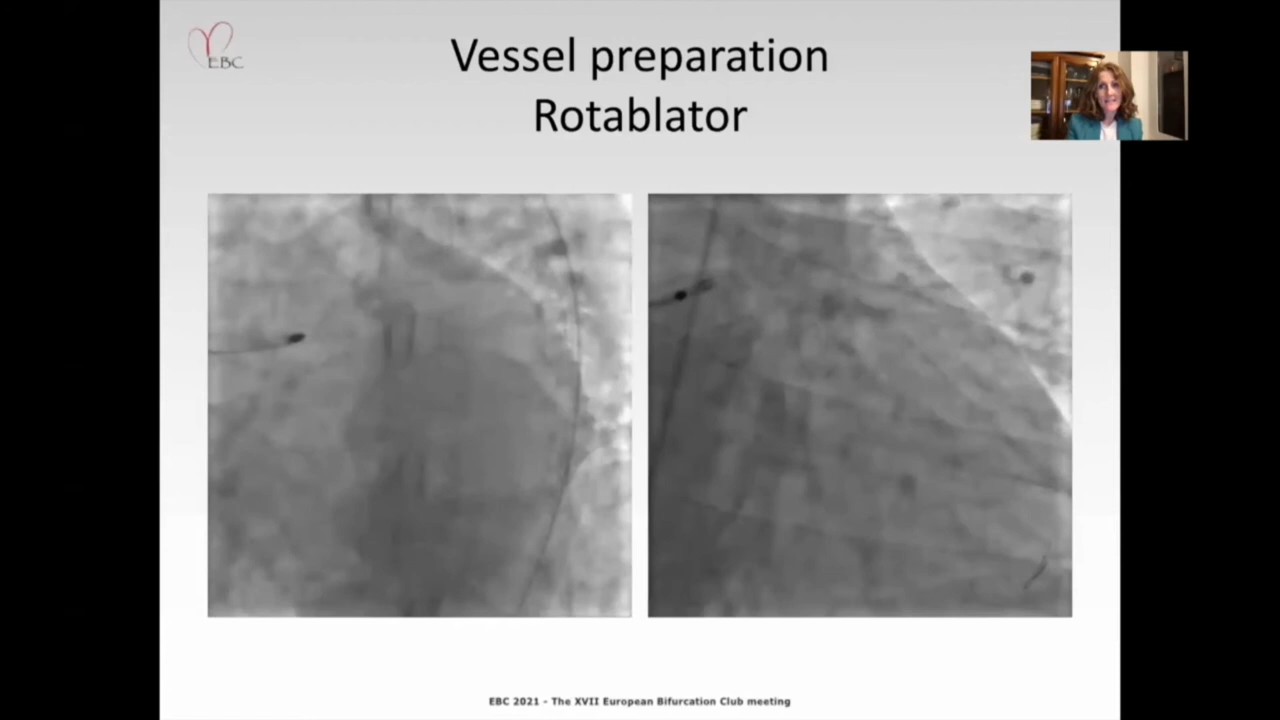 EBC
Vessel preparation
Rotablator
EBC 2021 - The XVII European Bifurcation Club meeting